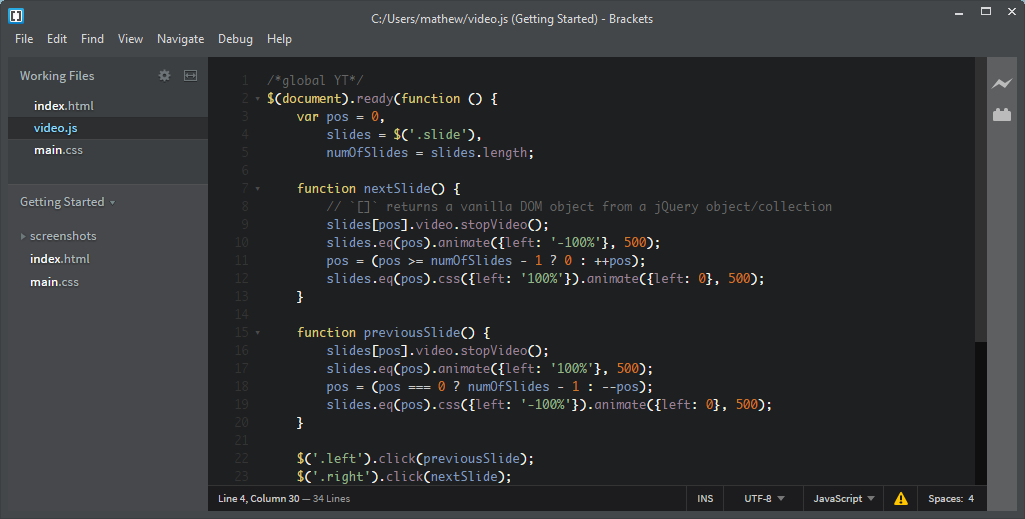 C:/Users/mathew/video.js (Getting Started) - Brackets
File Edit Find View Navigate Debug Help
Working Files
index.html
video.js
main.css
Getting Started
screenshots
index.html
main.css
1 /*global YT*/
2 $(document).ready(function () {
3     var pos = 0,
4         slides = $('.slide'),
5         numOfSlides = slides.length;
6
7     function nextSlide() {
8         // `[]` returns a vanilla DOM object from a jQuery object/collection
9         slides[pos].video.stopVideo();
10         slides.eq(pos).animate({left: '-100%'}, 500);
11         pos = (pos >= numOfSlides - 1 ? 0 : ++pos);
12         slides.eq(pos).css({left: '100%'}).animate({left: 0}, 500);
13     }
14
15     function previousSlide() {
16         slides[pos].video.stopVideo();
17         slides.eq(pos).animate({left: '100%'}, 500);
18         pos = (pos === 0 ? numOfSlides - 1 : --pos);
19         slides.eq(pos).css({left: '-100%'}).animate({left: 0}, 500);
20     }
21
22     $('.left').click(previousSlide);
23     $('.right').click(nextSlide);
Line 4, Column 30 — 34 Lines INS UTF-8 JavaScript Spaces: 4